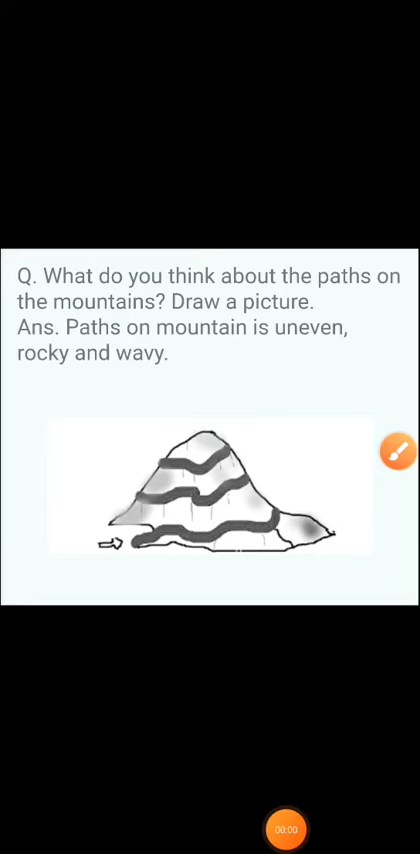 Q. What do you think about the paths on
the mountains? Draw a picture.
Ans. Paths on mountain is uneven,
rocky and wavy.
00:00